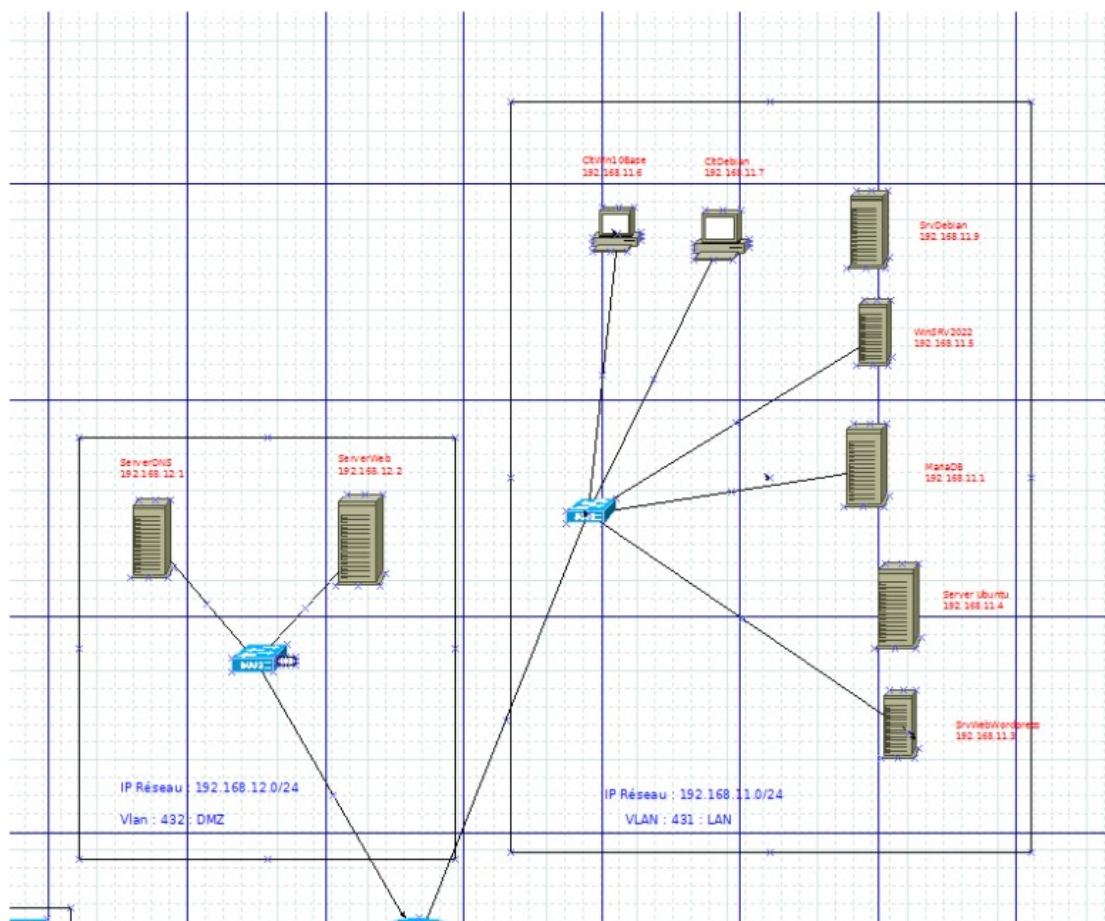 CltWin10Base
192.168.11.6
CltDebian
192.168.11.7
SrvDebian
192.168.11.9
WinSRV2022
192.168.11.5
MariaDB
192.168.11.1
Server Ubuntu
192.168.11.4
SrvWebWordpress
192.168.11.3
IP Réseau : 192.168.11.0/24
VLAN : 431 : LAN
ServerDNS
192.168.12.1
ServerWeb
192.168.12.2
IP Réseau : 192.168.12.0/24
Vlan : 432 : DMZ